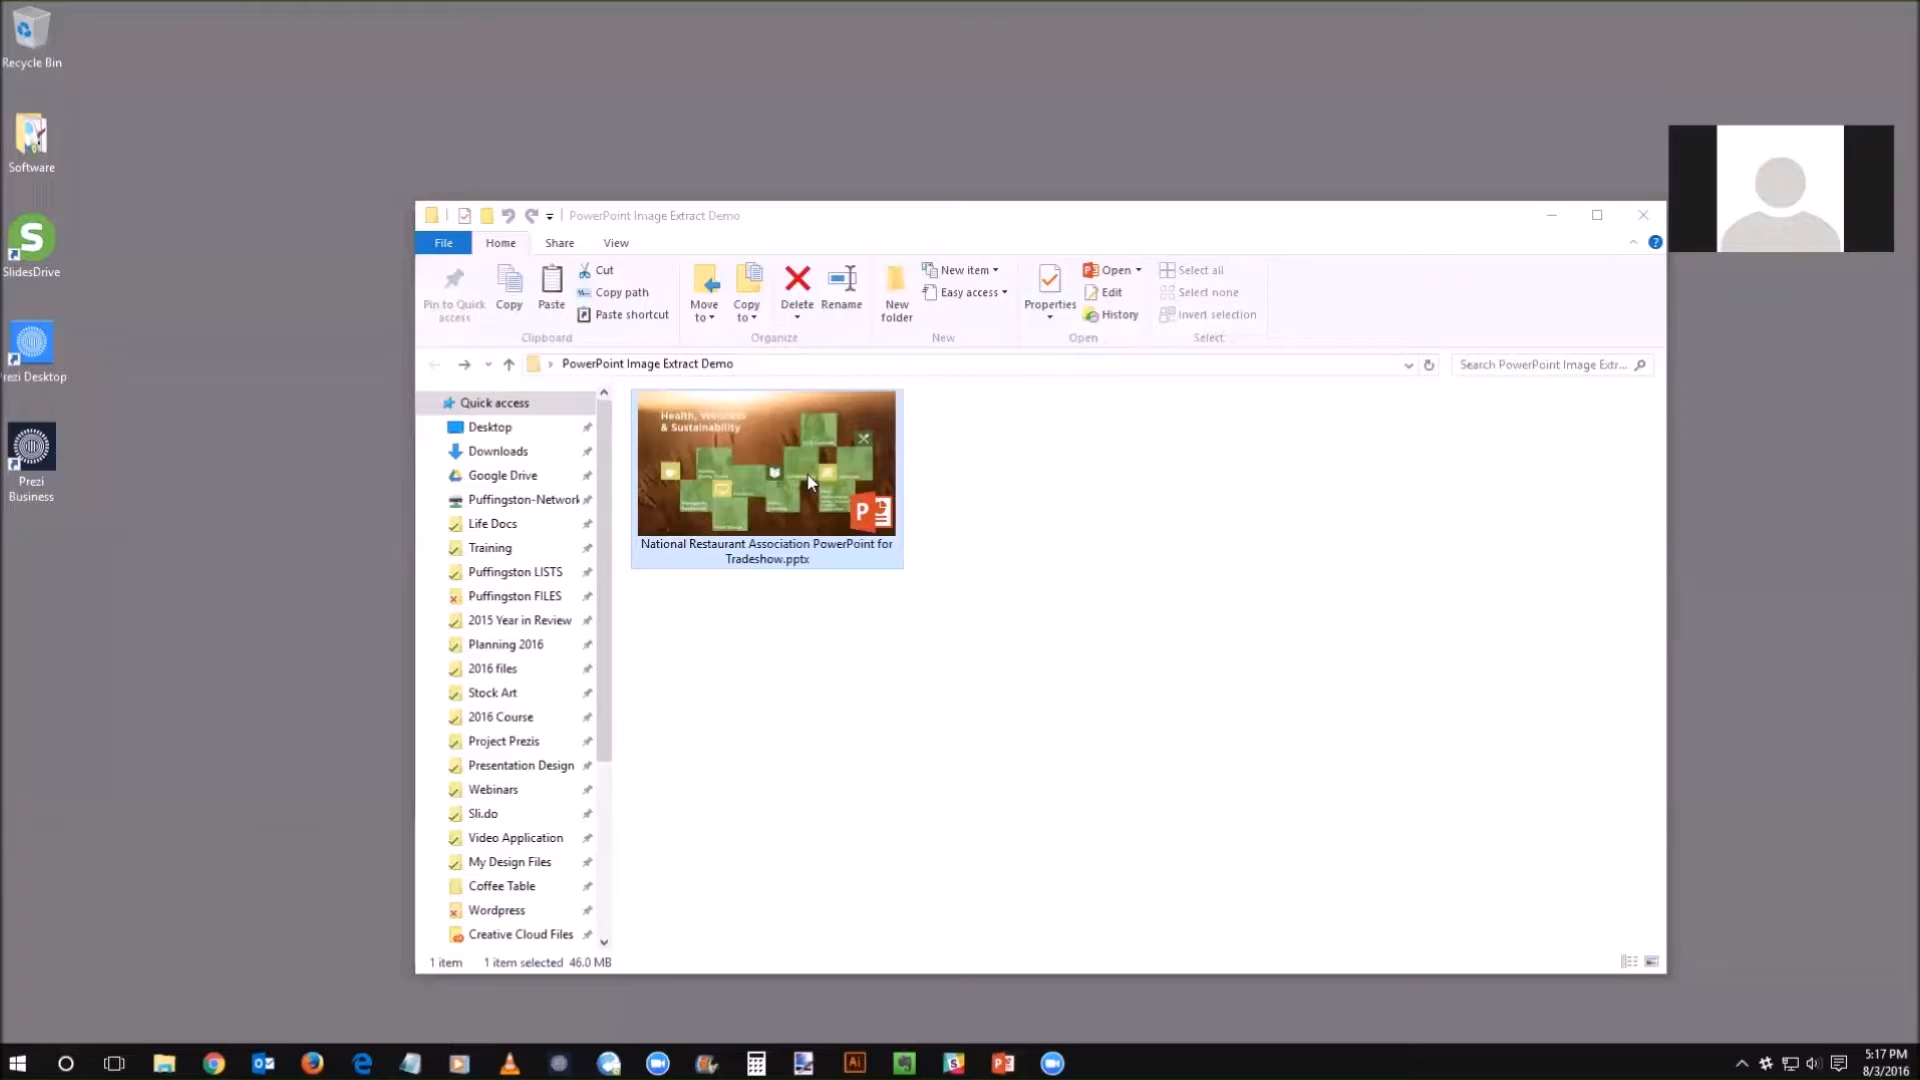 Recycle Bin
Software
SlidesDrive
rezi Desktop
Prezi
Business
PowerPoint Image Extract Demo
File
Home
Share
View
Pin to Quick
access
Copy
Paste
Cut
Copy path
Paste shortcut
Clipboard
Move
to
Copy
to
Delete
Rename
Organize
New
folder
New item
Easy access
New
Properties
Open
Edit
History
Open
Select all
Select none
Invert selection
Select
PowerPoint Image Extract Demo
Search PowerPoint Image Extr...
Quick access
Desktop
Downloads
Google Drive
Puffingston-Network
Life Docs
Training
Puffingston LISTS
Puffingston FILES
2015 Year in Review
Planning 2016
2016 files
Stock Art
2016 Course
Project Prezis
Presentation Design
Webinars
Sli.do
Video Application
My Design Files
Coffee Table
Wordpress
Creative Cloud Files
Health, Wellness
& Sustainability
National Restaurant Association PowerPoint for
Tradeshow.pptx
1 item
1 item selected 46.0 MB
5:17 PM
8/3/2016